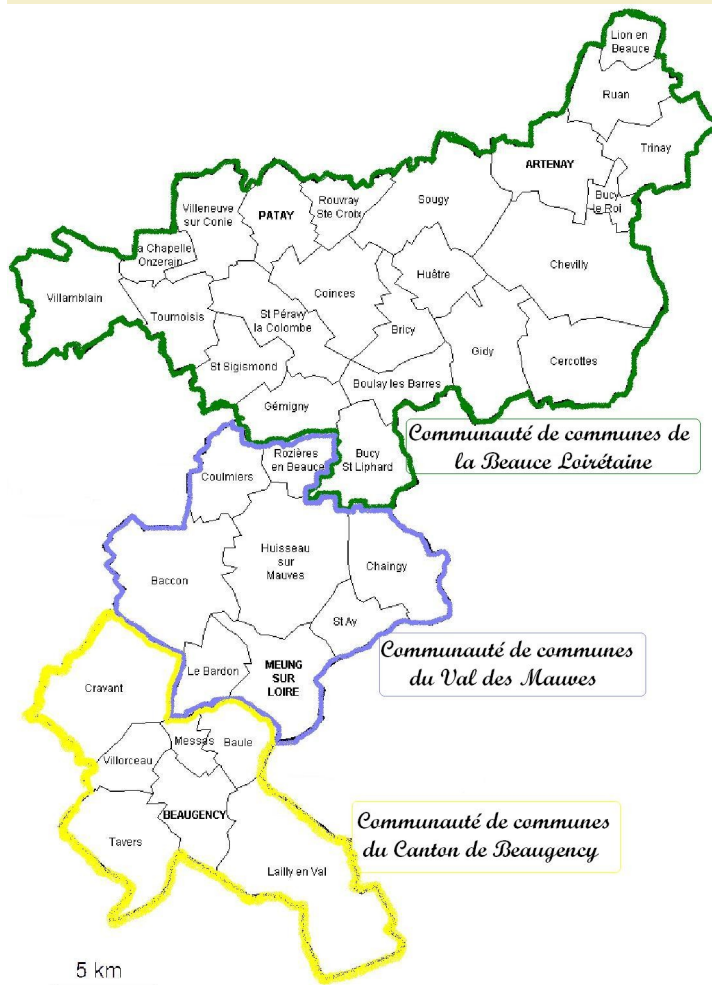 Lion en
Beauce
Ruan
Trinay
ARTENAY
Bucy
le Roi
Villeneuve
sur Conie
PATAY
Rouvray
Ste Croix
Sougy
La Chapelle
Onzerain
Chevilly
Huêtre
Villamblain
Coinces
Tournoisis
St Péravy
la Colombe
Bricy
Gidy
Cercottes
St Sigismond
Boulay les Barres
Gémigny
Communauté de communes de
la Beauce Loirétaine
Rozières
en Beauce
Bucy
St Liphard
Coulmiers
Huisseau
sur
Mauves
Chaingy
Baccon
St Ay
Le Bardon
MEUNG
SUR
LOIRE
Communauté de communes
du Val des Mauves
Cravant
Messas
Baule
Villorceau
BEAUGENCY
Tavers
Communauté de communes
du Canton de Beaugency
Lailly en Val
5 km